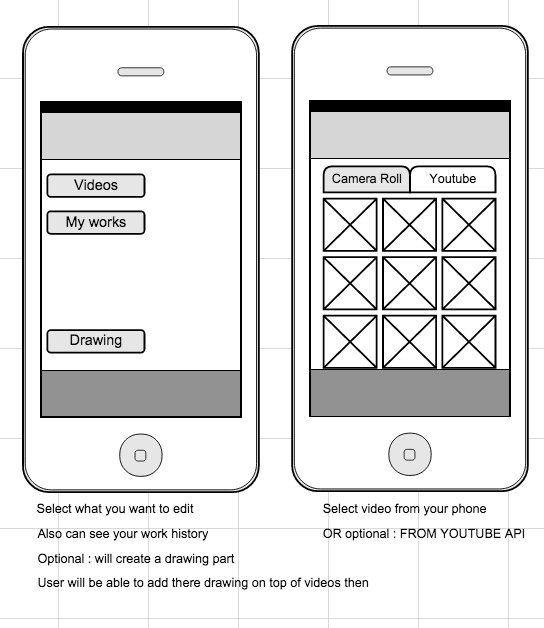 Videos
My works
Drawing
Camera Roll
Youtube
Select what you want to edit
Also can see your work history
Optional : will create a drawing part
User will be able to add there drawing on top of videos then
Select video from your phone
OR optional : FROM YOUTUBE API